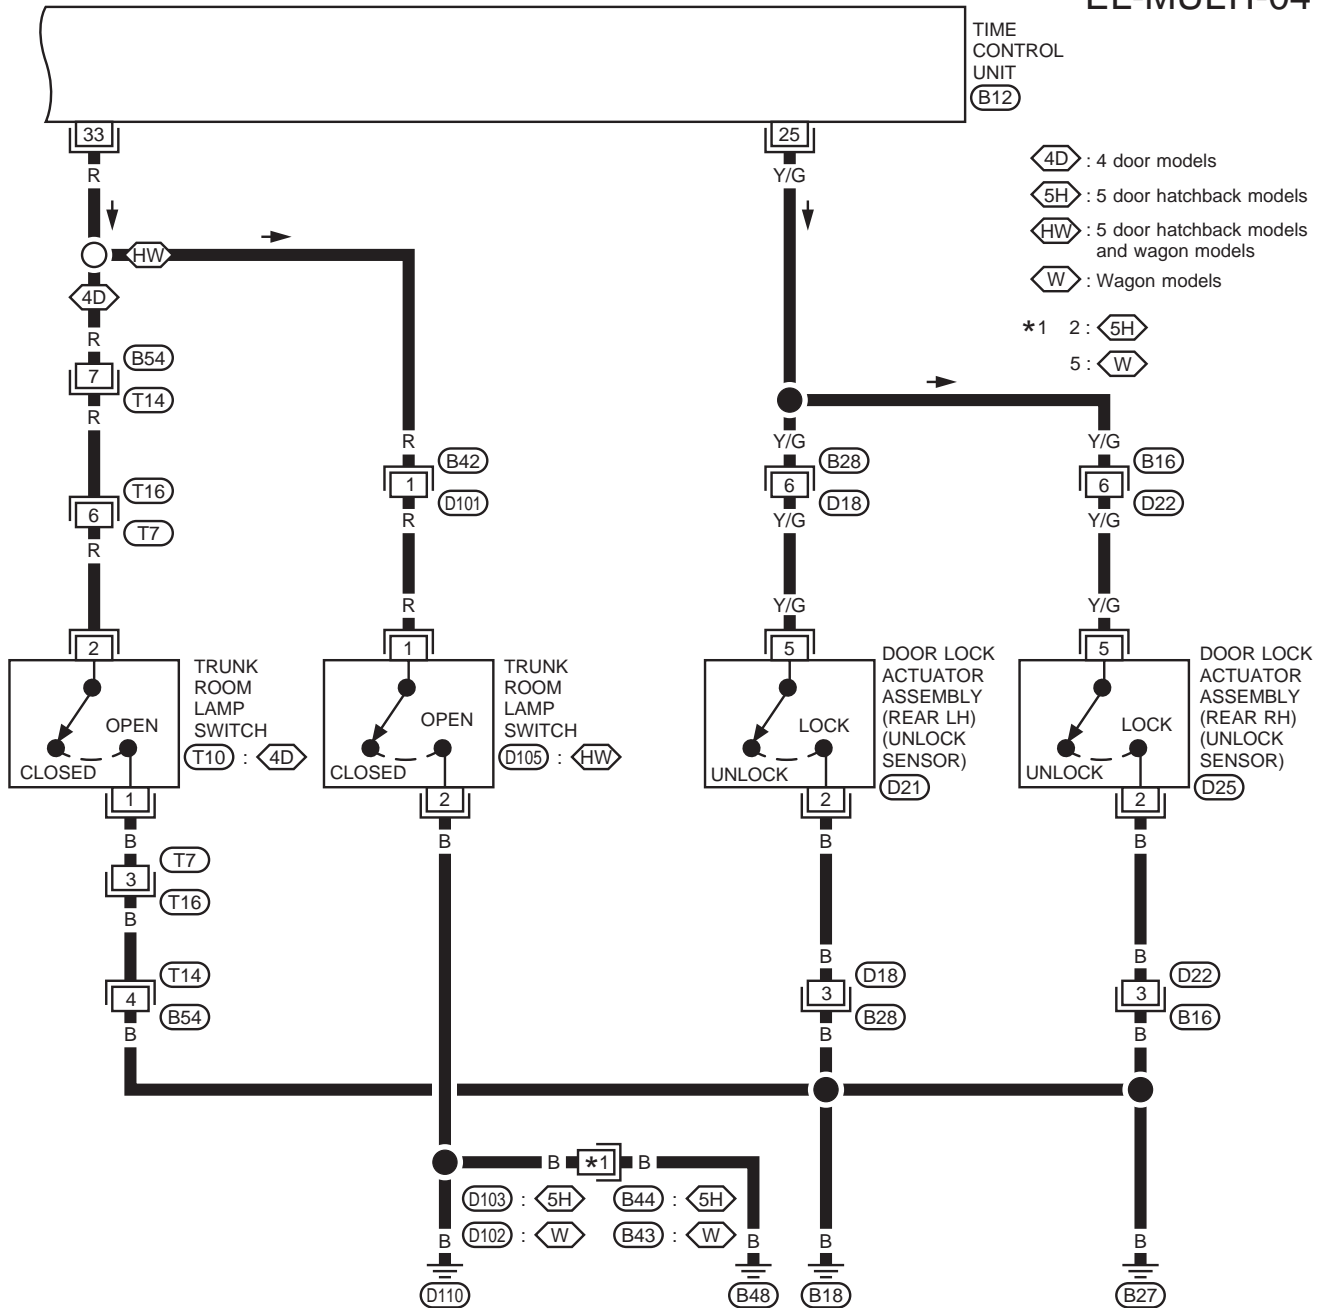 EL-MULTI-04
TIME
CONTROL
UNIT
B12
33
25
R
Y/G
4D : 4 door models
5H : 5 door hatchback models
HW : 5 door hatchback models
and wagon models
W : Wagon models
*1 2 : 5H
5 : W
HW
4D
R
7
B54
T14
R
T16
6
T7
R
R
B42
1
D101
R
R
Y/G
B28
6
D18
Y/G
Y/G
Y/G
B16
6
D22
Y/G
Y/G
2
OPEN
CLOSED
1
TRUNK
ROOM
LAMP
SWITCH
T10 : 4D
1
OPEN
CLOSED
2
TRUNK
ROOM
LAMP
SWITCH
D105 : HW
5
LOCK
UNLOCK
2
DOOR LOCK
ACTUATOR
ASSEMBLY
(REAR LH)
(UNLOCK
SENSOR)
D21
5
LOCK
UNLOCK
2
DOOR LOCK
ACTUATOR
ASSEMBLY
(REAR RH)
(UNLOCK
SENSOR)
D25
B
T7
3
T16
B
T14
4
B54
B
B
B
B
D18
3
B28
B
B
B
D22
3
B16
B
B *1 B
D103 : 5H B44 : 5H
D102 : W B43 : W
B
B
B
B
D110
B48
B18
B27